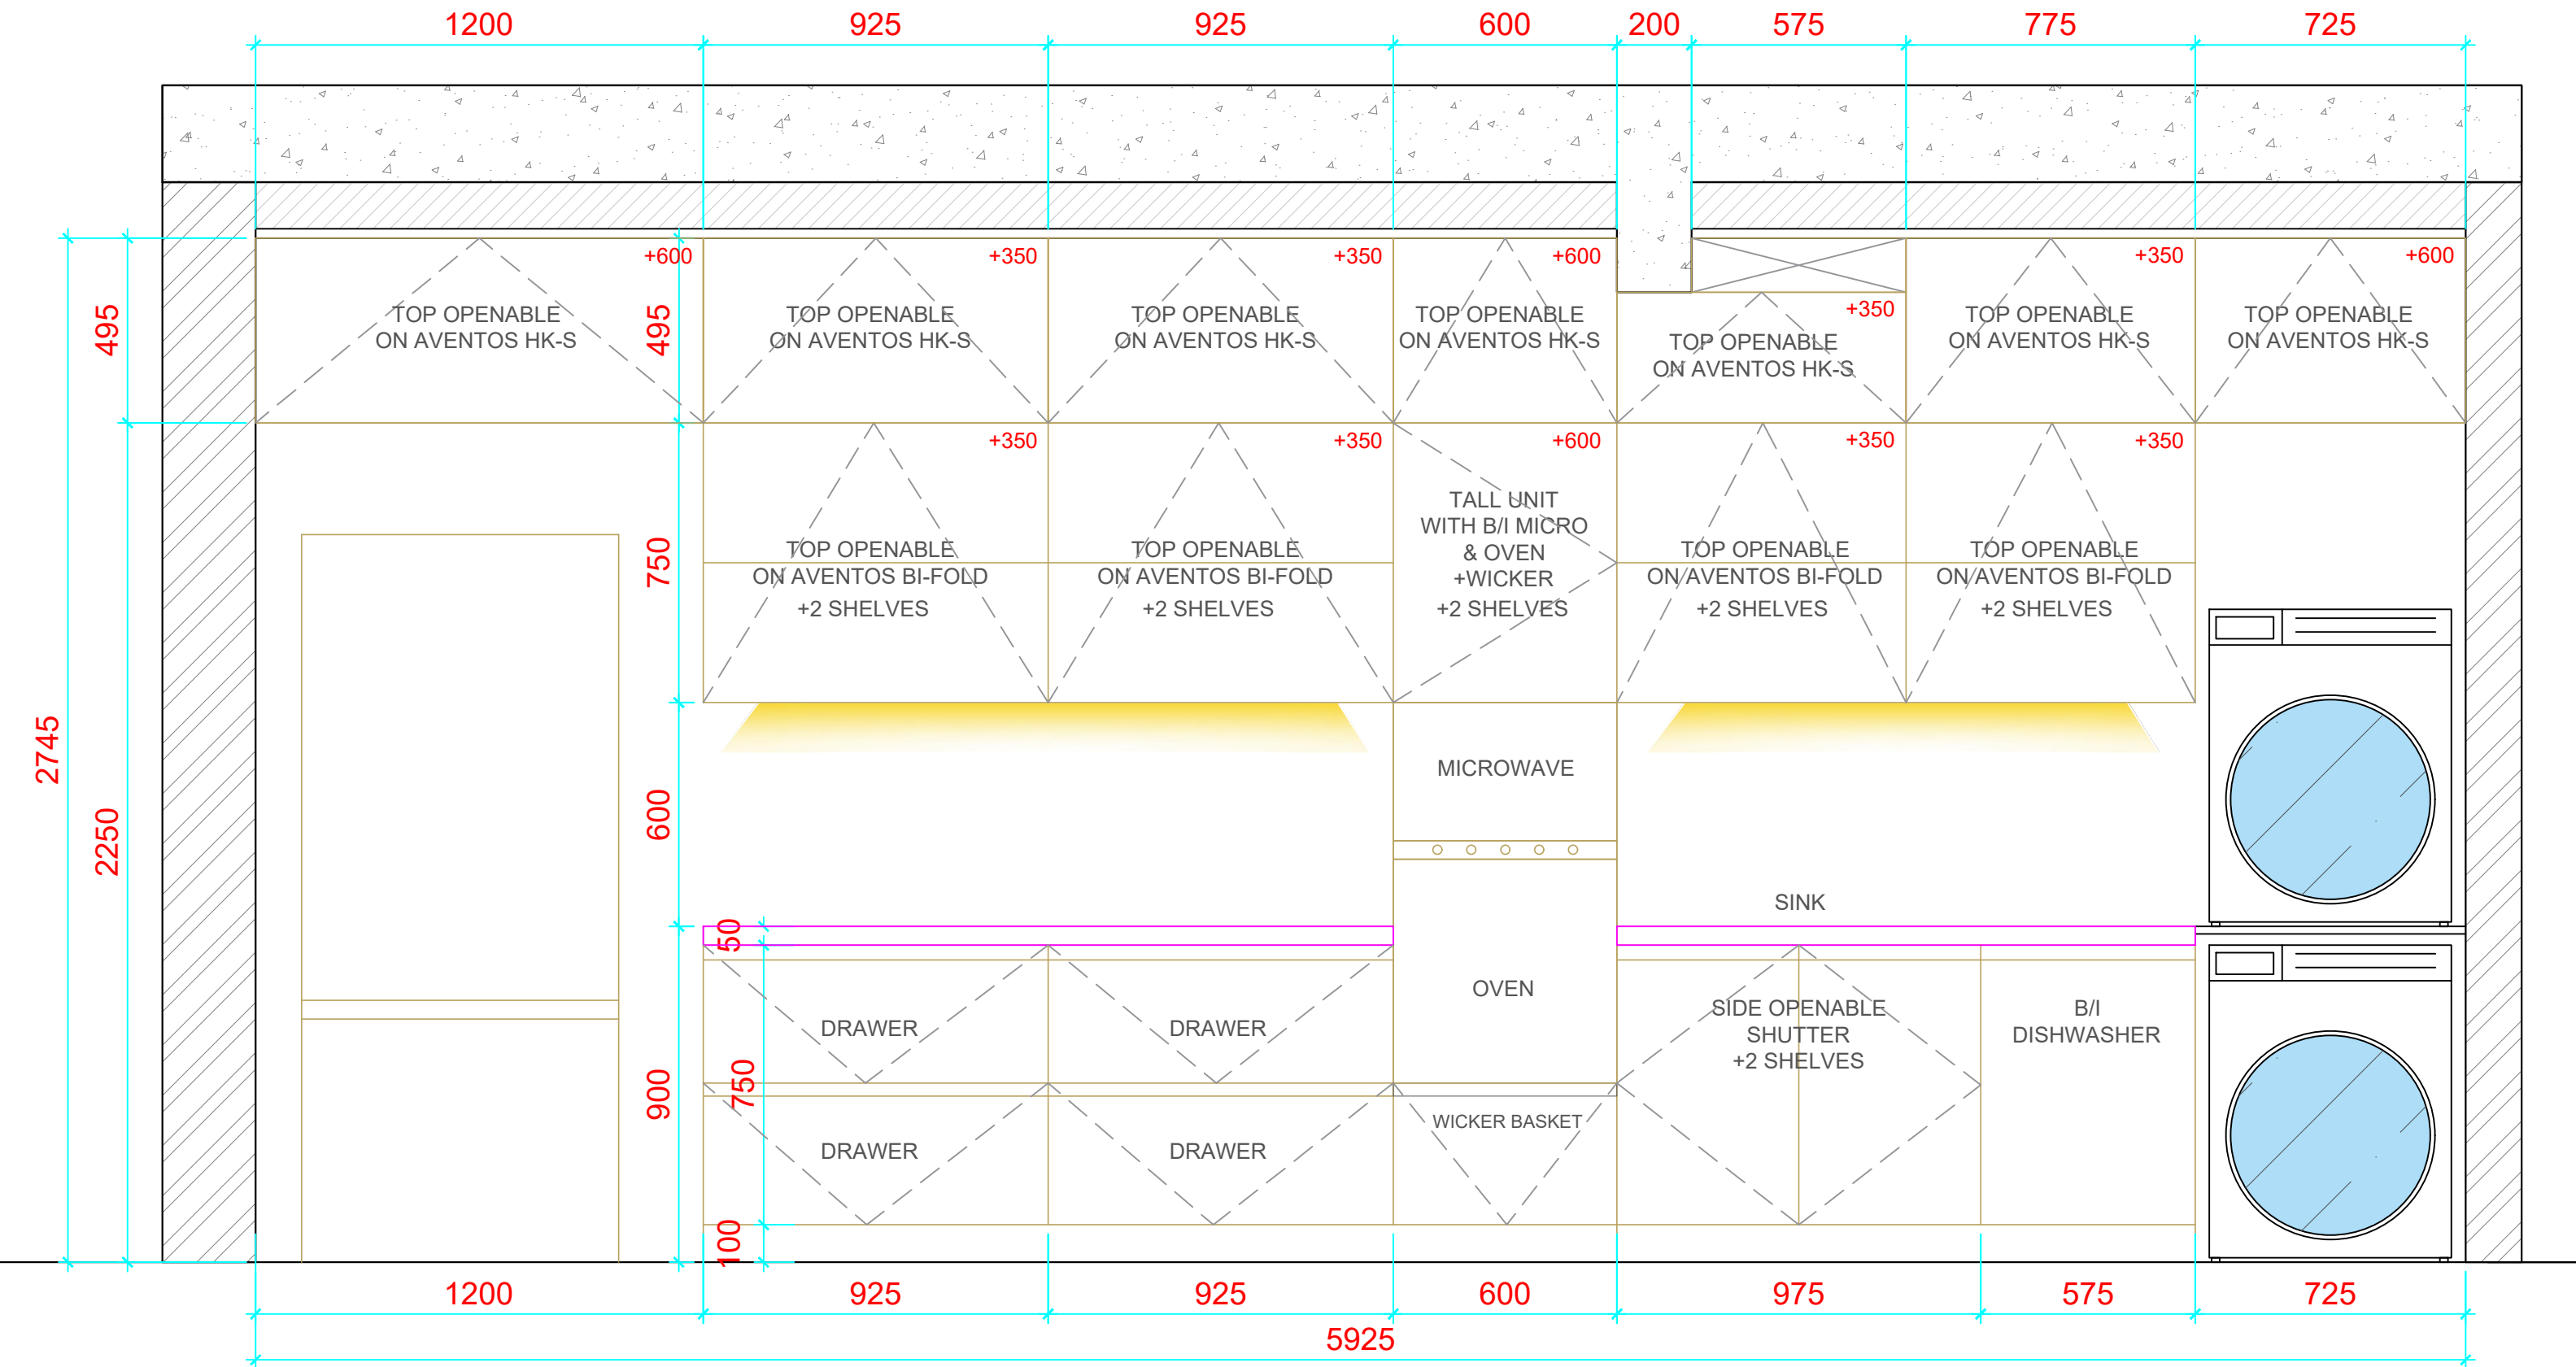 1200
925
925
600
200
575
775
725
+600
+350
+350
+600
+350
+350
+600
TOP OPENABLE
ON AVENTOS HK-S
TOP OPENABLE
ON AVENTOS HK-S
TOP OPENABLE
ON AVENTOS HK-S
TOP OPENABLE
ON AVENTOS HK-S
TOP OPENABLE
ON AVENTOS HK-S
TOP OPENABLE
ON AVENTOS HK-S
TOP OPENABLE
ON AVENTOS HK-S
495
495
+350
+350
+600
+350
+350
TOP OPENABLE
ON AVENTOS BI-FOLD
+2 SHELVES
TOP OPENABLE
ON AVENTOS BI-FOLD
+2 SHELVES
TALL UNIT
WITH B/I MICRO
& OVEN
+WICKER
+2 SHELVES
TOP OPENABLE
ON AVENTOS BI-FOLD
+2 SHELVES
TOP OPENABLE
ON AVENTOS BI-FOLD
+2 SHELVES
750
2745
2250
600
MICROWAVE
SINK
50
OVEN
DRAWER
DRAWER
SIDE OPENABLE
SHUTTER
+2 SHELVES
B/I
DISHWASHER
900
750
WICKER BASKET
DRAWER
DRAWER
100
1200
925
925
600
975
575
725
5925